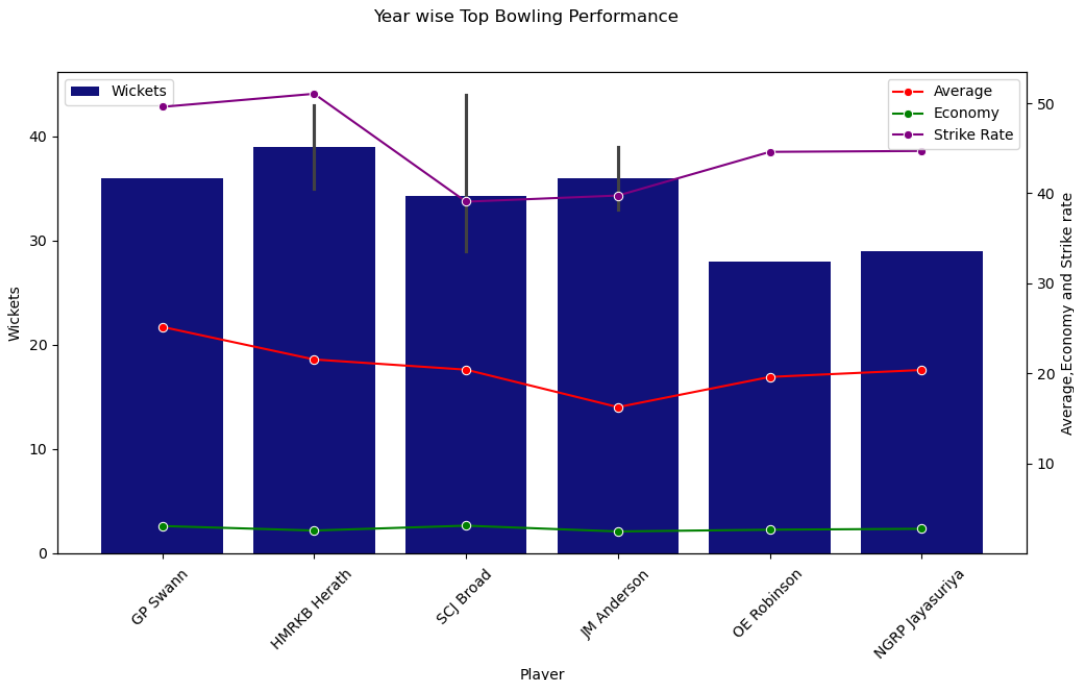 Year wise Top Bowling Performance
Wickets
Average
Economy
Strike Rate
40
30
20
10
0
Wickets
50
40
30
20
10
Average,Economy and Strike rate
GP Swann
HMRKB Herath
SCJ Broad
JM Anderson
OE Robinson
NGRP Jayasuriya
Player